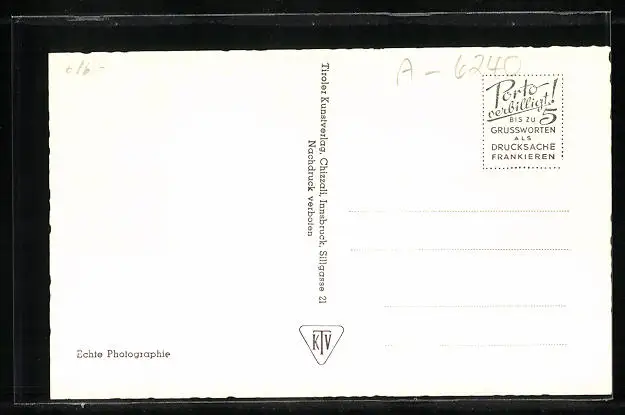 A - 6240
Porto
verbilligt!
BIS ZU 5
GRUSSWORTEN
ALS
DRUCKSACHE
FRANKIEREN
Tiroler Kunstverlag, Chizzali, Innsbruck, Sillgasse 21
Nachdruck verboten
KTV
Echte Photographie